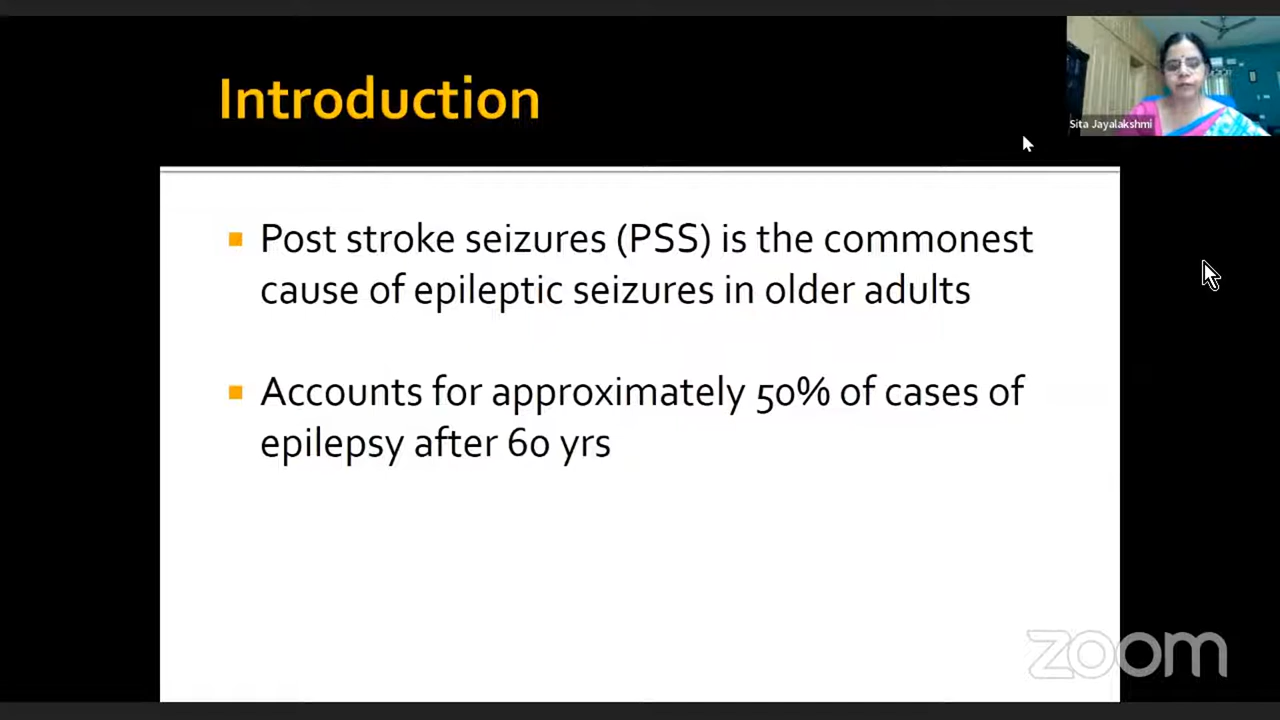 Introduction
Sita Jayalakshmi
Post stroke seizures (PSS) is the commonest
cause of epileptic seizures in older adults
Accounts for approximately 50% of cases of
epilepsy after 60 yrs
zoom